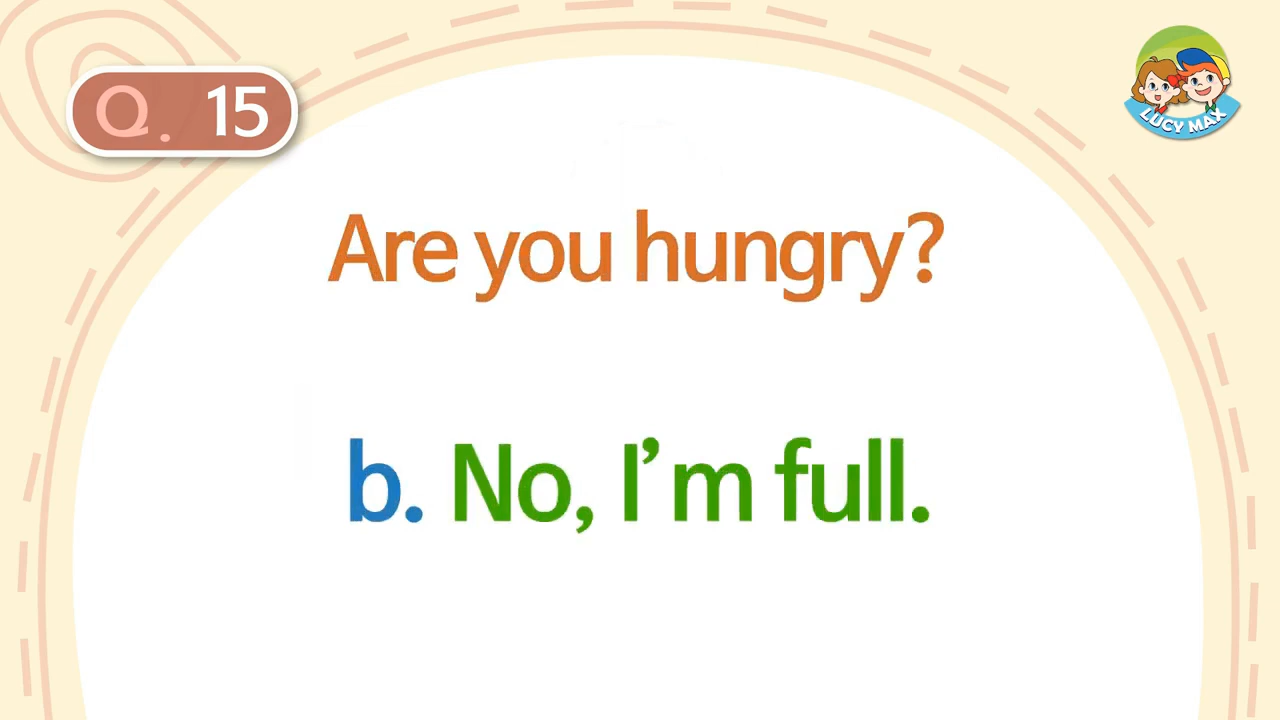 Q. 15
LUCY MAX
Are you hungry?
b. No, I’m full.